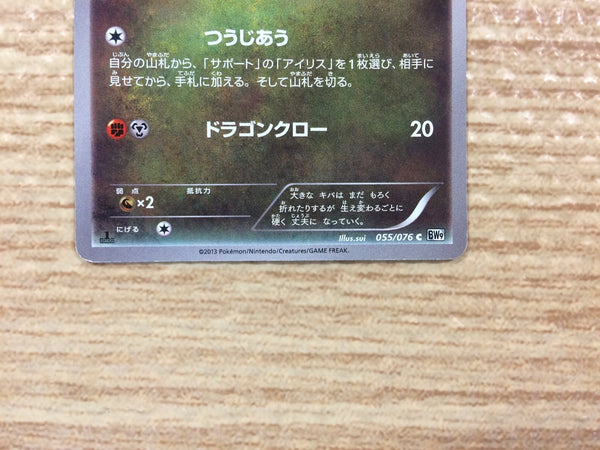 つうじあう
自分の山札から、「サポート」の「アイリス」を1枚選び、相手に
見せてから、手札に加える。そして山札を切る。
ドラゴンクロー 20
弱点 抵抗力
×2
にげる
大きな キバは まだ もろく
折れたりするが 生え変わるごとに
硬く 丈夫に なっていく。
Illus.sui 055/076 C BW9
©2013 Pokémon/Nintendo/Creatures/GAME FREAK.